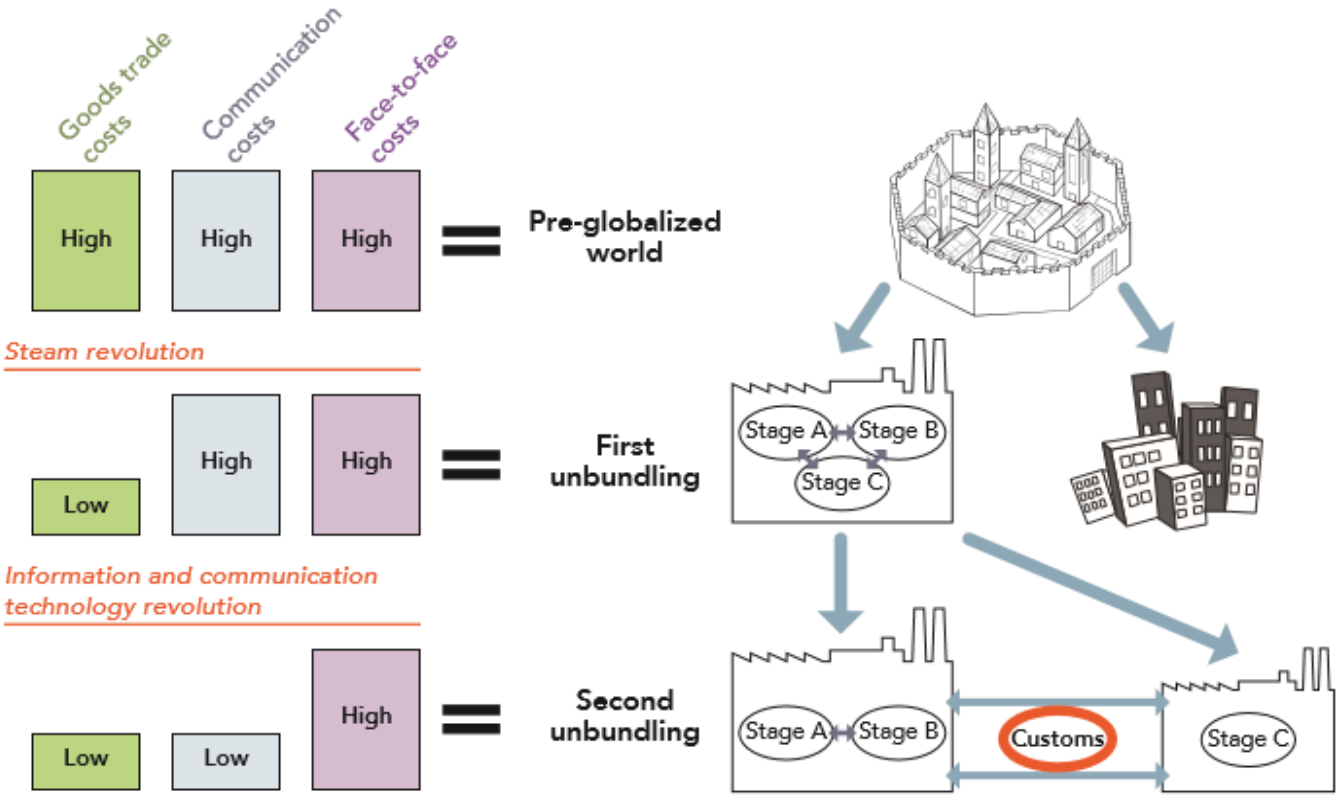 Goods trade
costs
Communication
costs
Face-to-face
costs
High
High
High
=
Pre-globalized
world
Steam revolution
Low
High
High
=
First
unbundling
Stage A
Stage B
Stage C
Information and communication
technology revolution
Low
Low
High
=
Second
unbundling
Stage A
Stage B
Customs
Stage C